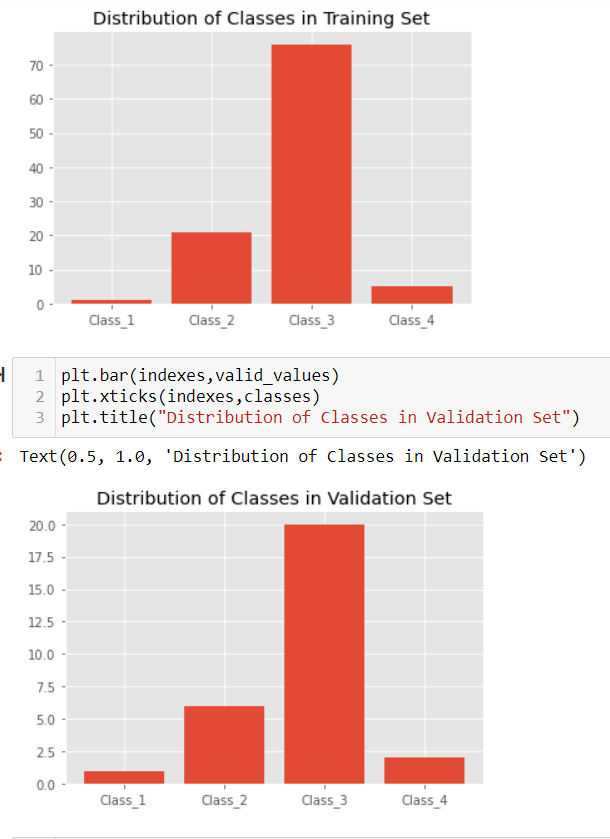 Distribution of Classes in Training Set
70
60
50
40
30
20
10
0
Class_1 Class_2 Class_3 Class_4
1 plt.bar(indexes,valid_values)
2 plt.xticks(indexes,classes)
3 plt.title("Distribution of Classes in Validation Set")
Text(0.5, 1.0, 'Distribution of Classes in Validation Set')
Distribution of Classes in Validation Set
20.0
17.5
15.0
12.5
10.0
7.5
5.0
2.5
0.0
Class_1 Class_2 Class_3 Class_4